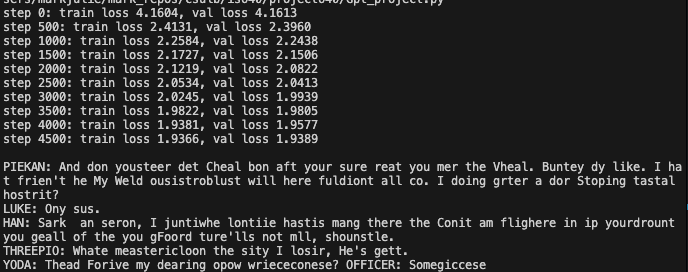 step 0: train loss 4.1604, val loss 4.1613
step 500: train loss 2.4131, val loss 2.3960
step 1000: train loss 2.2584, val loss 2.2438
step 1500: train loss 2.1727, val loss 2.1506
step 2000: train loss 2.1219, val loss 2.0822
step 2500: train loss 2.0534, val loss 2.0413
step 3000: train loss 2.0245, val loss 1.9939
step 3500: train loss 1.9822, val loss 1.9805
step 4000: train loss 1.9381, val loss 1.9577
step 4500: train loss 1.9366, val loss 1.9389
PIEKAN: And don yousteer det Cheal bon aft your sure reat you mer the Vheal. Buntey dy like. I ha
t frien't he My Weld ousistroblust will here fuldiont all co. I doing grter a dor Stoping tastal
hostrit?
LUKE: Ony sus.
HAN: Sark  an seron, I juntiwhe lontiie hastis mang there the Conit am flighere in ip yourdrount
you geall of the you gFoord ture'lls not mll, shounstle.
THREEPIO: Whate meastericloon the sity I losir, He's gett.
YODA: Thead Forive my dearing opow wriececonese? OFFICER: Somegiccese